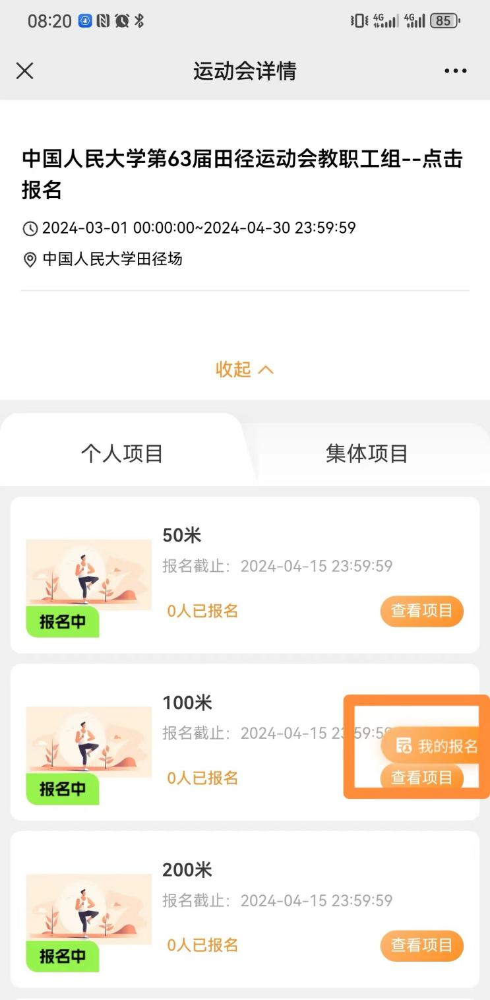 08:20
4G 4G 85
运动会详情
中国人民大学第63届田径运动会教职工组--点击
报名
2024-03-01 00:00:00~2024-04-30 23:59:59
中国人民大学田径场
收起
个人项目
集体项目
50米
报名截止: 2024-04-15 23:59:59
0人已报名
查看项目
报名中
100米
报名截止: 2024-04-15 23:59:59
我的报名
0人已报名
查看项目
报名中
200米
报名截止: 2024-04-15 23:59:59
0人已报名
查看项目
报名中